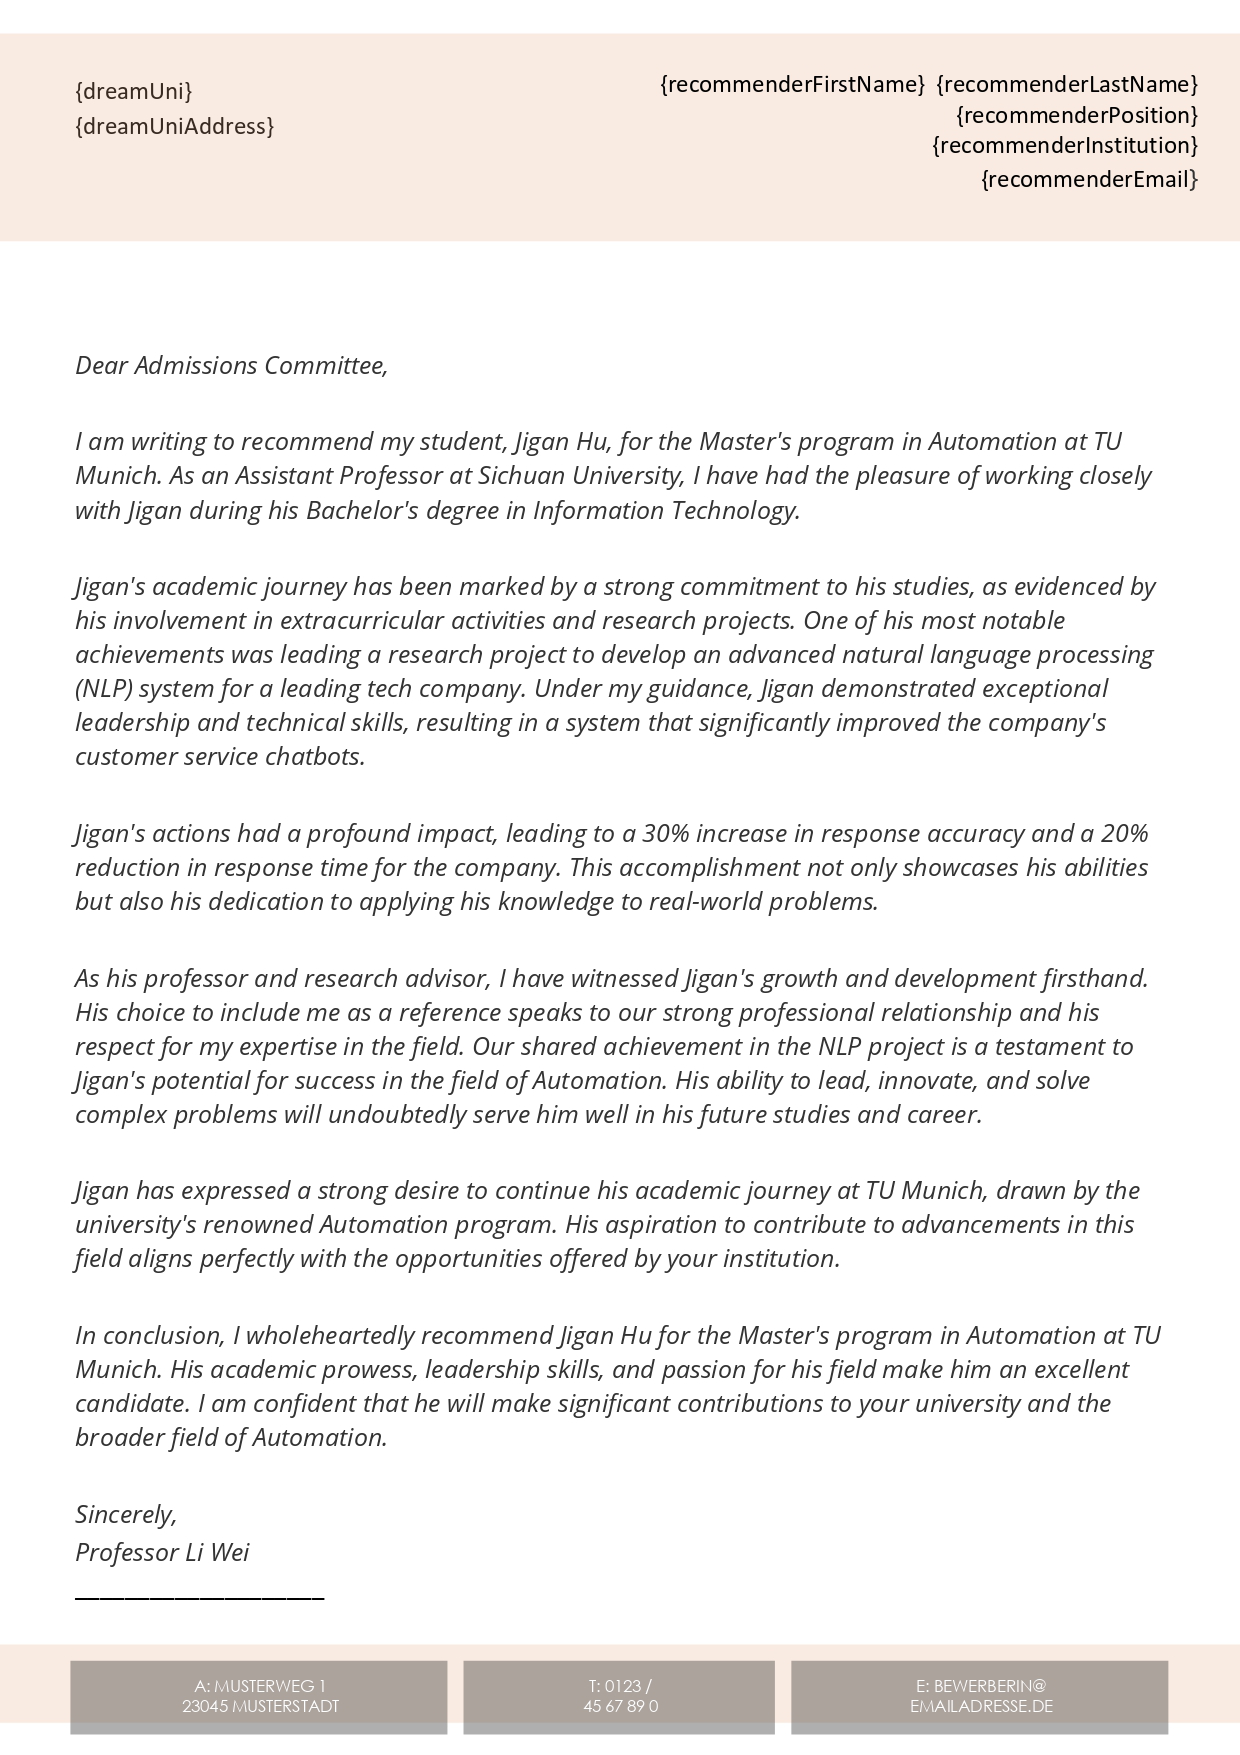 {dreamUni}
{dreamUniAddress}
{recommenderFirstName} {recommenderLastName}
{recommenderPosition}
{recommenderInstitution}
{recommenderEmail}
Dear Admissions Committee,
I am writing to recommend my student, Jigan Hu, for the Master's program in Automation at TU
Munich. As an Assistant Professor at Sichuan University, I have had the pleasure of working closely
with Jigan during his Bachelor's degree in Information Technology.
Jigan's academic journey has been marked by a strong commitment to his studies, as evidenced by
his involvement in extracurricular activities and research projects. One of his most notable
achievements was leading a research project to develop an advanced natural language processing
(NLP) system for a leading tech company. Under my guidance, Jigan demonstrated exceptional
leadership and technical skills, resulting in a system that significantly improved the company's
customer service chatbots.
Jigan's actions had a profound impact, leading to a 30% increase in response accuracy and a 20%
reduction in response time for the company. This accomplishment not only showcases his abilities
but also his dedication to applying his knowledge to real-world problems.
As his professor and research advisor, I have witnessed Jigan's growth and development firsthand.
His choice to include me as a reference speaks to our strong professional relationship and his
respect for my expertise in the field. Our shared achievement in the NLP project is a testament to
Jigan's potential for success in the field of Automation. His ability to lead, innovate, and solve
complex problems will undoubtedly serve him well in his future studies and career.
Jigan has expressed a strong desire to continue his academic journey at TU Munich, drawn by the
university's renowned Automation program. His aspiration to contribute to advancements in this
field aligns perfectly with the opportunities offered by your institution.
In conclusion, I wholeheartedly recommend Jigan Hu for the Master's program in Automation at TU
Munich. His academic prowess, leadership skills, and passion for his field make him an excellent
candidate. I am confident that he will make significant contributions to your university and the
broader field of Automation.
Sincerely,
Professor Li Wei
____________________
A: MUSTERWEG 1
23045 MUSTERSTADT
T: 0123 /
45 67 89 0
E: BEWERBERIN@
EMAILADRESSE.DE